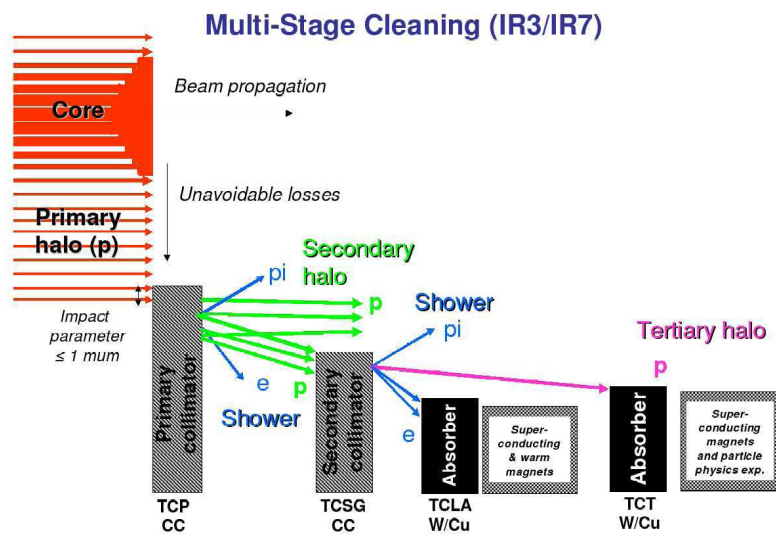 Multi-Stage Cleaning (IR3/IR7)
Core
Beam propagation
Unavoidable losses
Primary
halo (p)
Secondary
halo
pi
p
Shower
pi
Tertiary halo
p
Impact
parameter
≤ 1 mum
e
p
Shower
e
Primary
collimator
Secondary
collimator
Absorber
Super-
conducting
& warm
magnets
Absorber
Super-
conducting
magnets
and particle
physics exp.
TCP
CC
TCSG
CC
TCLA
W/Cu
TCT
W/Cu